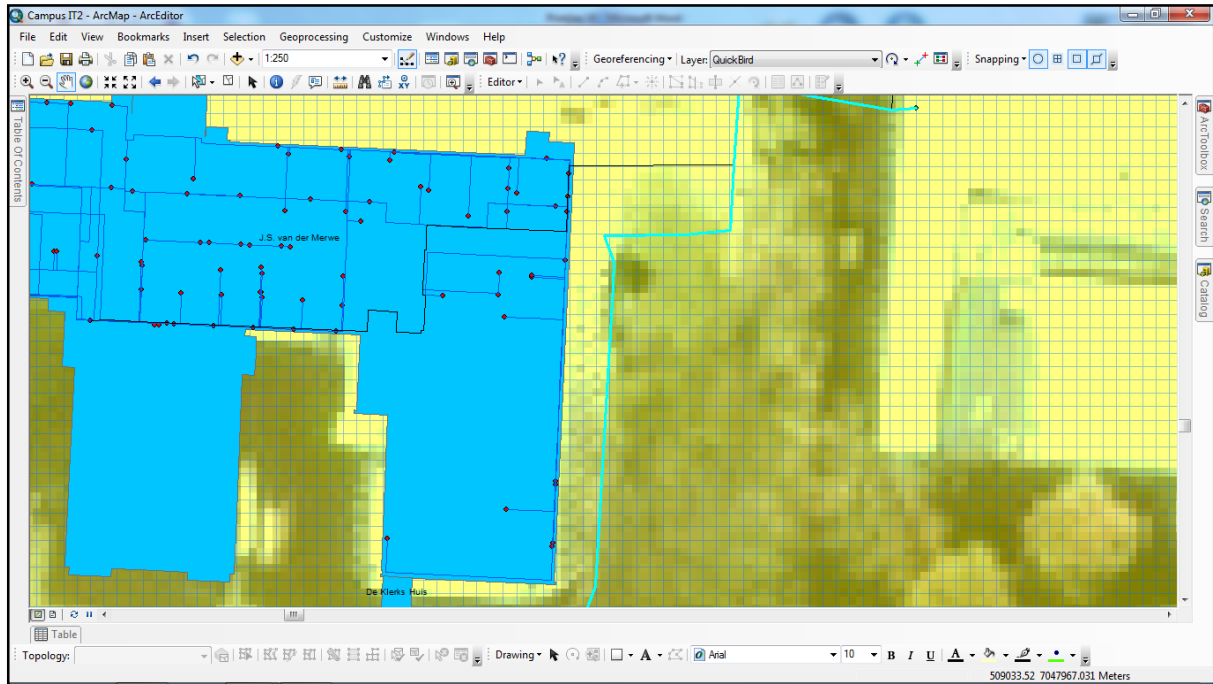 Campus IT2 - ArcMap - ArcEditor
File Edit View Bookmarks Insert Selection Geoprocessing Customize Windows Help
1:250 Georeferencing Layer: QuickBird Snapping
Editor
Table Of Contents
ArcToolbox
Search
Catalog
J.S. van der Merwe
De Klerks Huis
Table
Topology: Drawing A Arial 10 B I U A
509033.52 7047967.031 Meters